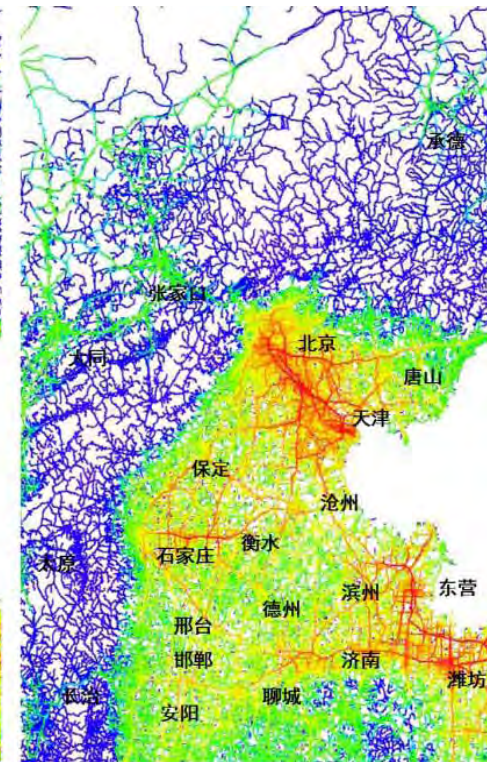 承德
张家口
北京
大同
唐山
天津
保定
沧州
石家庄
衡水
太原
东营
滨州
德州
邢台
邯郸
济南
潍坊
长治
聊城
安阳